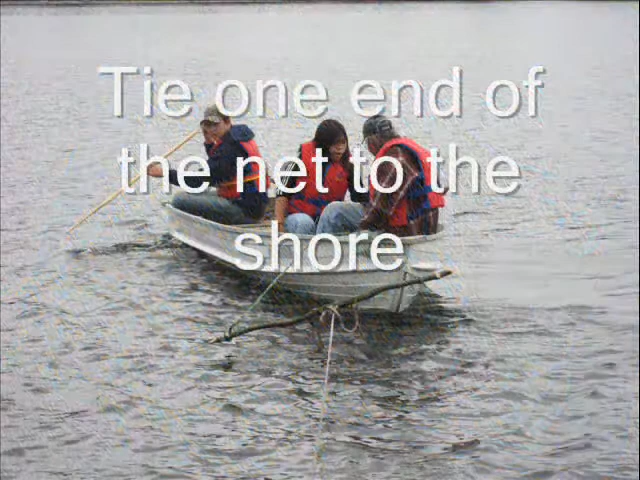 Tie one end of
the net to the
shore